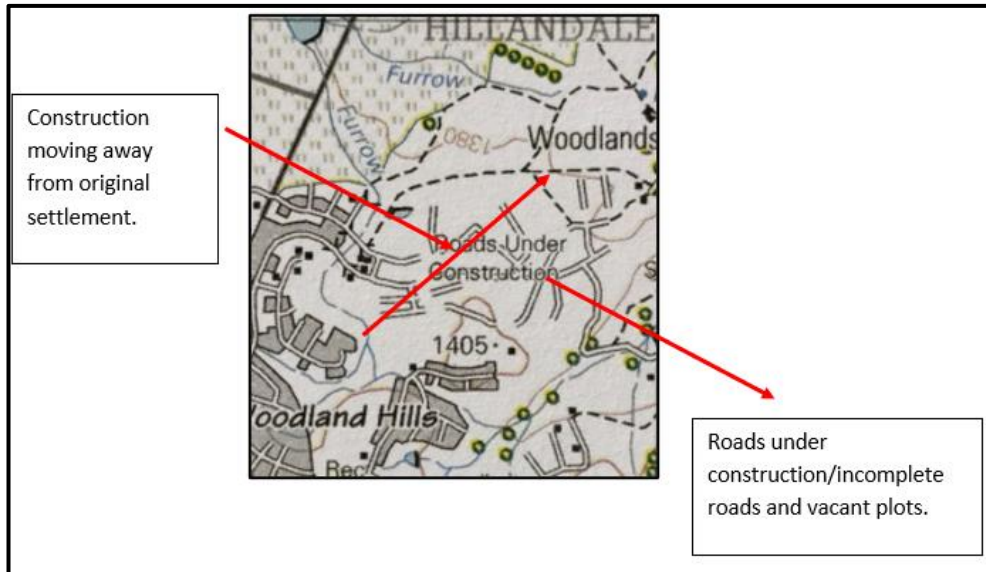 HILLANDALE
Furrow
Furrow
1380
Woodlands
Roads Under
Construction
1405
Woodland Hills
Rec
S
Construction
moving away
from original
settlement.
Roads under
construction/incomplete
roads and vacant plots.